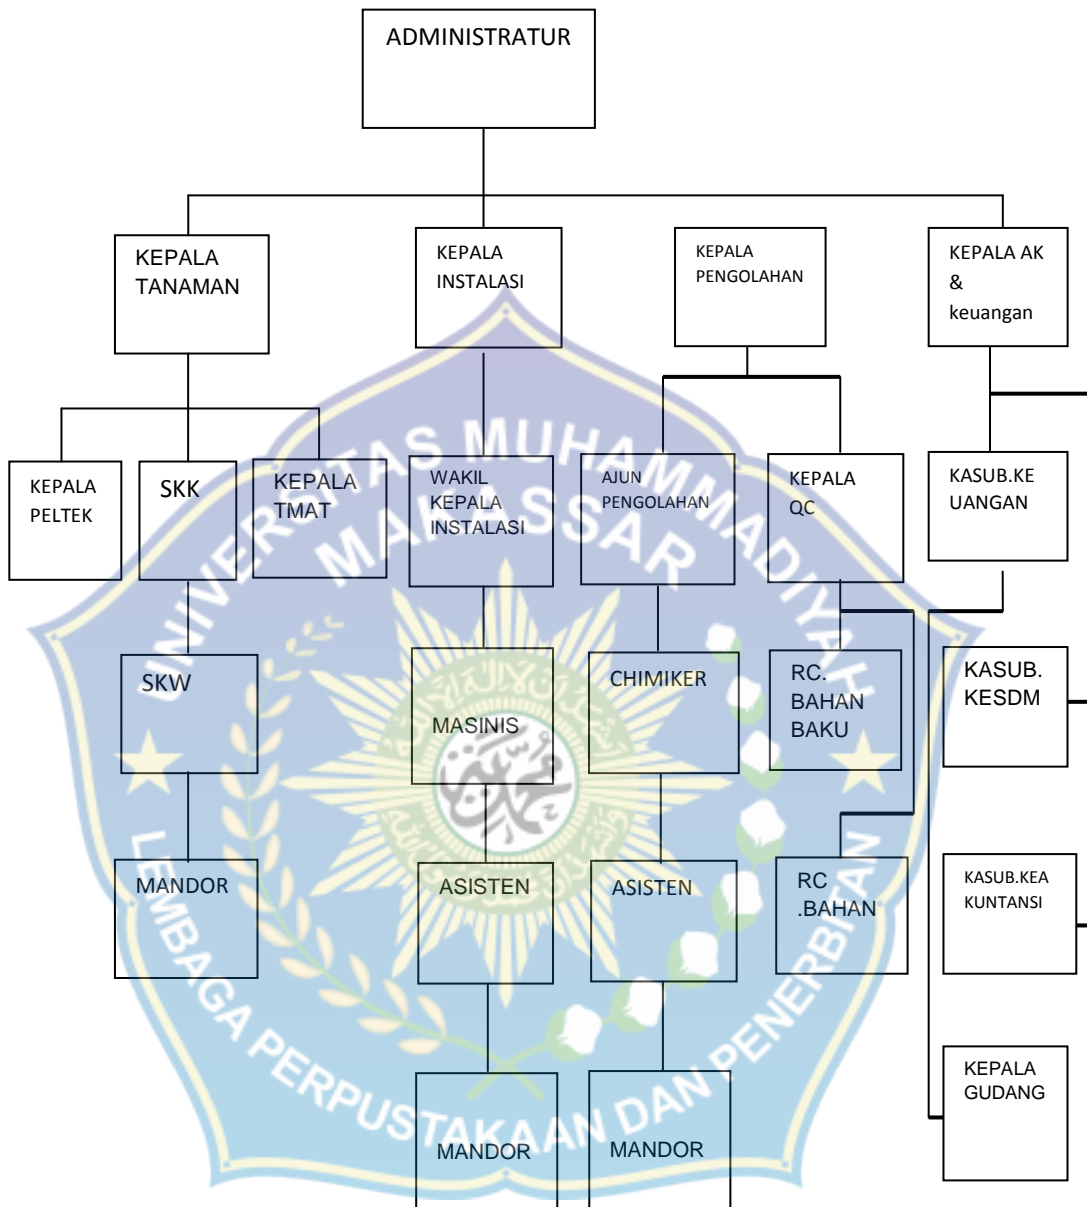 ADMINISTRATUR
KEPALA
TANAMAN
KEPALA
INSTALASI
KEPALA
PENGOLAHAN
KEPALA AK
&
keuangan
KEPALA
PELTEK
SKK
KEPALA
TMAT
WAKIL
KEPALA
INSTALASI
AJUN
PENGOLAHAN
KEPALA
QC
KASUB.KE
UANGAN
SKW
MASINIS
CHIMIKER
RC.
BAHAN
BAKU
KASUB.
KESDM
MANDOR
ASISTEN
ASISTEN
RC
.BAHAN
KASUB.KEA
KUNTANSI
MANDOR
MANDOR
KEPALA
GUDANG
UNIVERSITAS MUHAMMADIYAH
MAKASSAR
LEMBAGA PERPUSTAKAAN DAN PENERBITAN